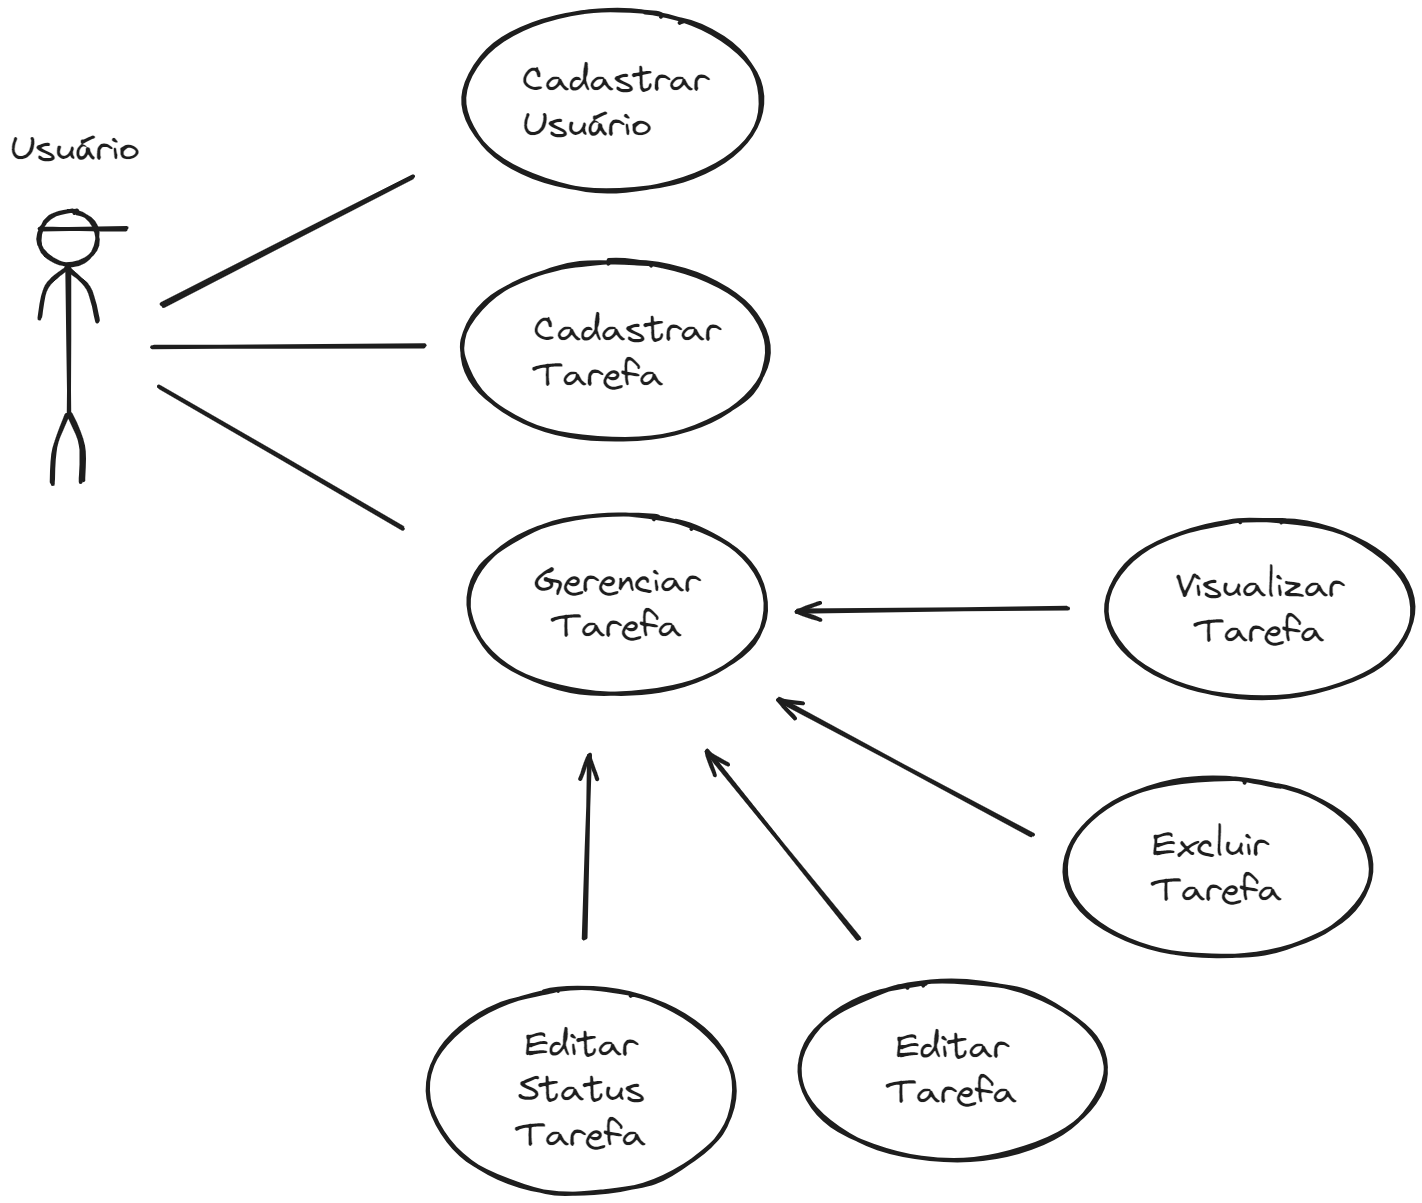 Usuário
Cadastrar
Usuário
Cadastrar
Tarefa
Gerenciar
Tarefa
Visualizar
Tarefa
Excluir
Tarefa
Editar
Status
Tarefa
Editar
Tarefa